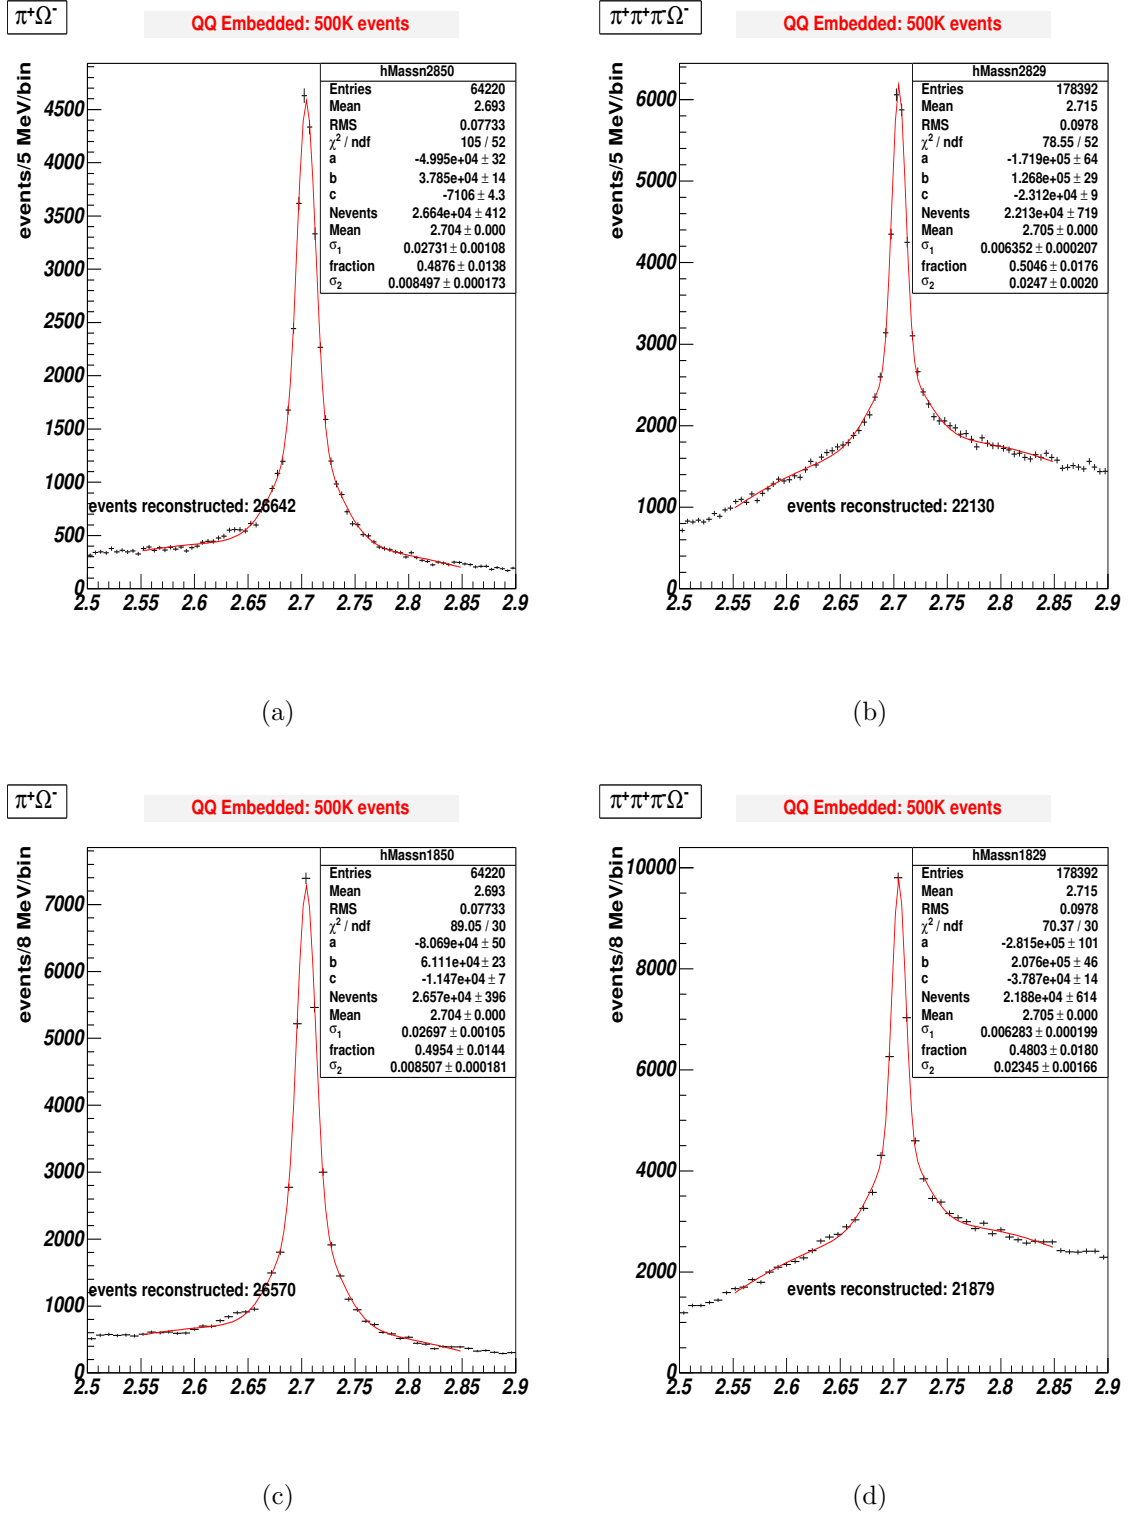 π⁺Ω⁻
QQ Embedded: 500K events
events/5 MeV/bin
hMassn2850
Entries 64220
Mean 2.693
RMS 0.07733
χ² / ndf 105 / 52
a -4.995e+04 ± 32
b 3.785e+04 ± 14
c -7106 ± 4.3
Nevents 2.664e+04 ± 412
Mean 2.704 ± 0.000
σ₁ 0.02731 ± 0.00108
fraction 0.4876 ± 0.0138
σ₂ 0.008497 ± 0.000173
4500
4000
3500
3000
2500
2000
1500
1000
500
0
events reconstructed: 26642
2.5 2.55 2.6 2.65 2.7 2.75 2.8 2.85 2.9
(a)
π⁺π⁺π⁻Ω⁻
QQ Embedded: 500K events
events/5 MeV/bin
hMassn2829
Entries 178392
Mean 2.715
RMS 0.0978
χ² / ndf 78.55 / 52
a -1.719e+05 ± 64
b 1.268e+05 ± 29
c -2.312e+04 ± 9
Nevents 2.213e+04 ± 719
Mean 2.705 ± 0.000
σ₁ 0.006352 ± 0.000207
fraction 0.5046 ± 0.0176
σ₂ 0.0247 ± 0.0020
6000
5000
4000
3000
2000
1000
0
events reconstructed: 22130
2.5 2.55 2.6 2.65 2.7 2.75 2.8 2.85 2.9
(b)
π⁺Ω⁻
QQ Embedded: 500K events
events/8 MeV/bin
hMassn1850
Entries 64220
Mean 2.693
RMS 0.07733
χ² / ndf 89.05 / 30
a -8.069e+04 ± 50
b 6.111e+04 ± 23
c -1.147e+04 ± 7
Nevents 2.657e+04 ± 396
Mean 2.704 ± 0.000
σ₁ 0.02697 ± 0.00105
fraction 0.4954 ± 0.0144
σ₂ 0.008507 ± 0.000181
7000
6000
5000
4000
3000
2000
1000
0
events reconstructed: 26570
2.5 2.55 2.6 2.65 2.7 2.75 2.8 2.85 2.9
(c)
π⁺π⁺π⁻Ω⁻
QQ Embedded: 500K events
events/8 MeV/bin
hMassn1829
Entries 178392
Mean 2.715
RMS 0.0978
χ² / ndf 70.37 / 30
a -2.815e+05 ± 101
b 2.076e+05 ± 46
c -3.787e+04 ± 14
Nevents 2.188e+04 ± 614
Mean 2.705 ± 0.000
σ₁ 0.006283 ± 0.000199
fraction 0.4803 ± 0.0180
σ₂ 0.02345 ± 0.00166
10000
8000
6000
4000
2000
0
events reconstructed: 21879
2.5 2.55 2.6 2.65 2.7 2.75 2.8 2.85 2.9
(d)